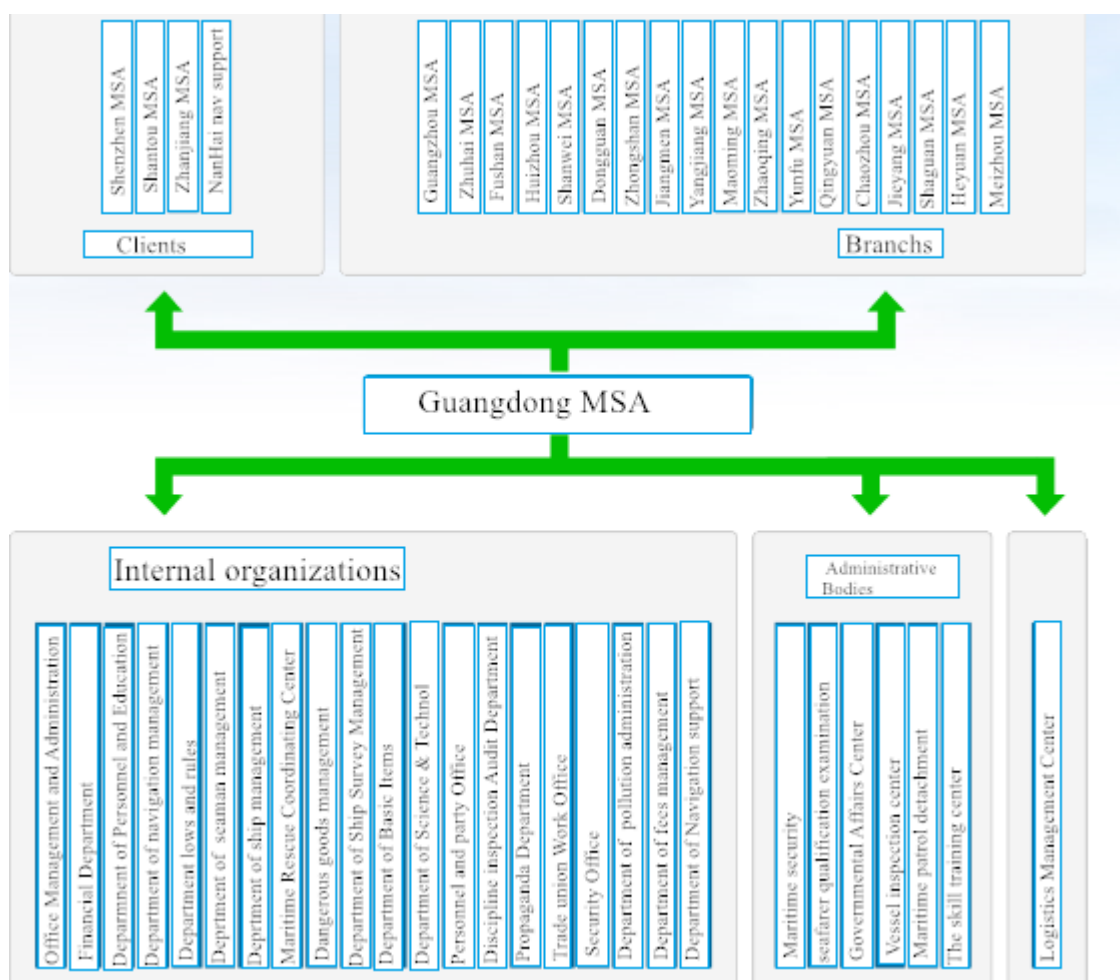 Shenzhen MSA
Shantou MSA
Zhanjiang MSA
NanHai nav support
Clients
Guangzhou MSA
Zhuhai MSA
Fushan MSA
Huizhou MSA
Shanwei MSA
Dongguan MSA
Zhongshan MSA
Jiangmen MSA
Yangjiang MSA
Maoming MSA
Zhaoqing MSA
Yunfu MSA
Qingyuan MSA
Chaozhou MSA
Jieyang MSA
Shaguan MSA
Heyuan MSA
Meizhou MSA
Branchs
Guangdong MSA
Internal organizations
Office Management and Administration
Financial Department
Deparmnent of Personnel and Education
Department of navigation management
Department lows and rules
Deprtment of seaman management
Deprtment of ship management
Maritime Rescue Coordinating Center
Dangerous goods management
Department of Ship Survey Management
Department of Basic Items
Department of Science & Technol
Personnel and party Office
Discipline inspection Audit Department
Propaganda Department
Trade union Work Office
Security Office
Department of pollution administration
Department of fees management
Department of Navigation support
Administrative
Bodies
Maritime security
seafarer qualification examination
Governmental Affairs Center
Vessel inspection center
Maritime patrol detachment
The skill training center
Logistics Management Center